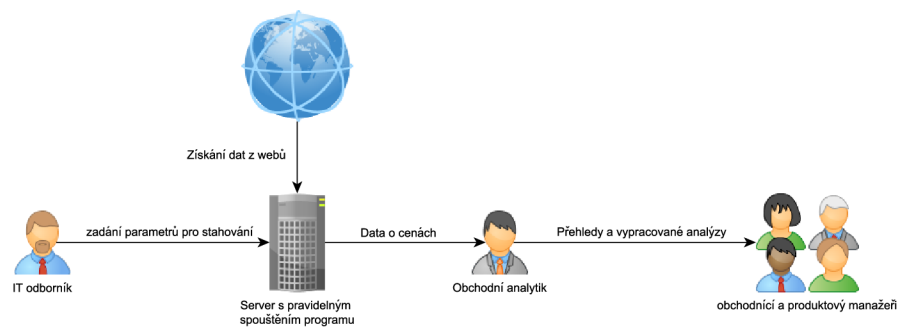 Získání dat z webů
zadání parametrů pro stahování
Data o cenách
Přehledy a vypracované analýzy
IT odborník
Server s pravidelným
spouštěním programu
Obchodní analytik
obchodnící a produktový manažeři